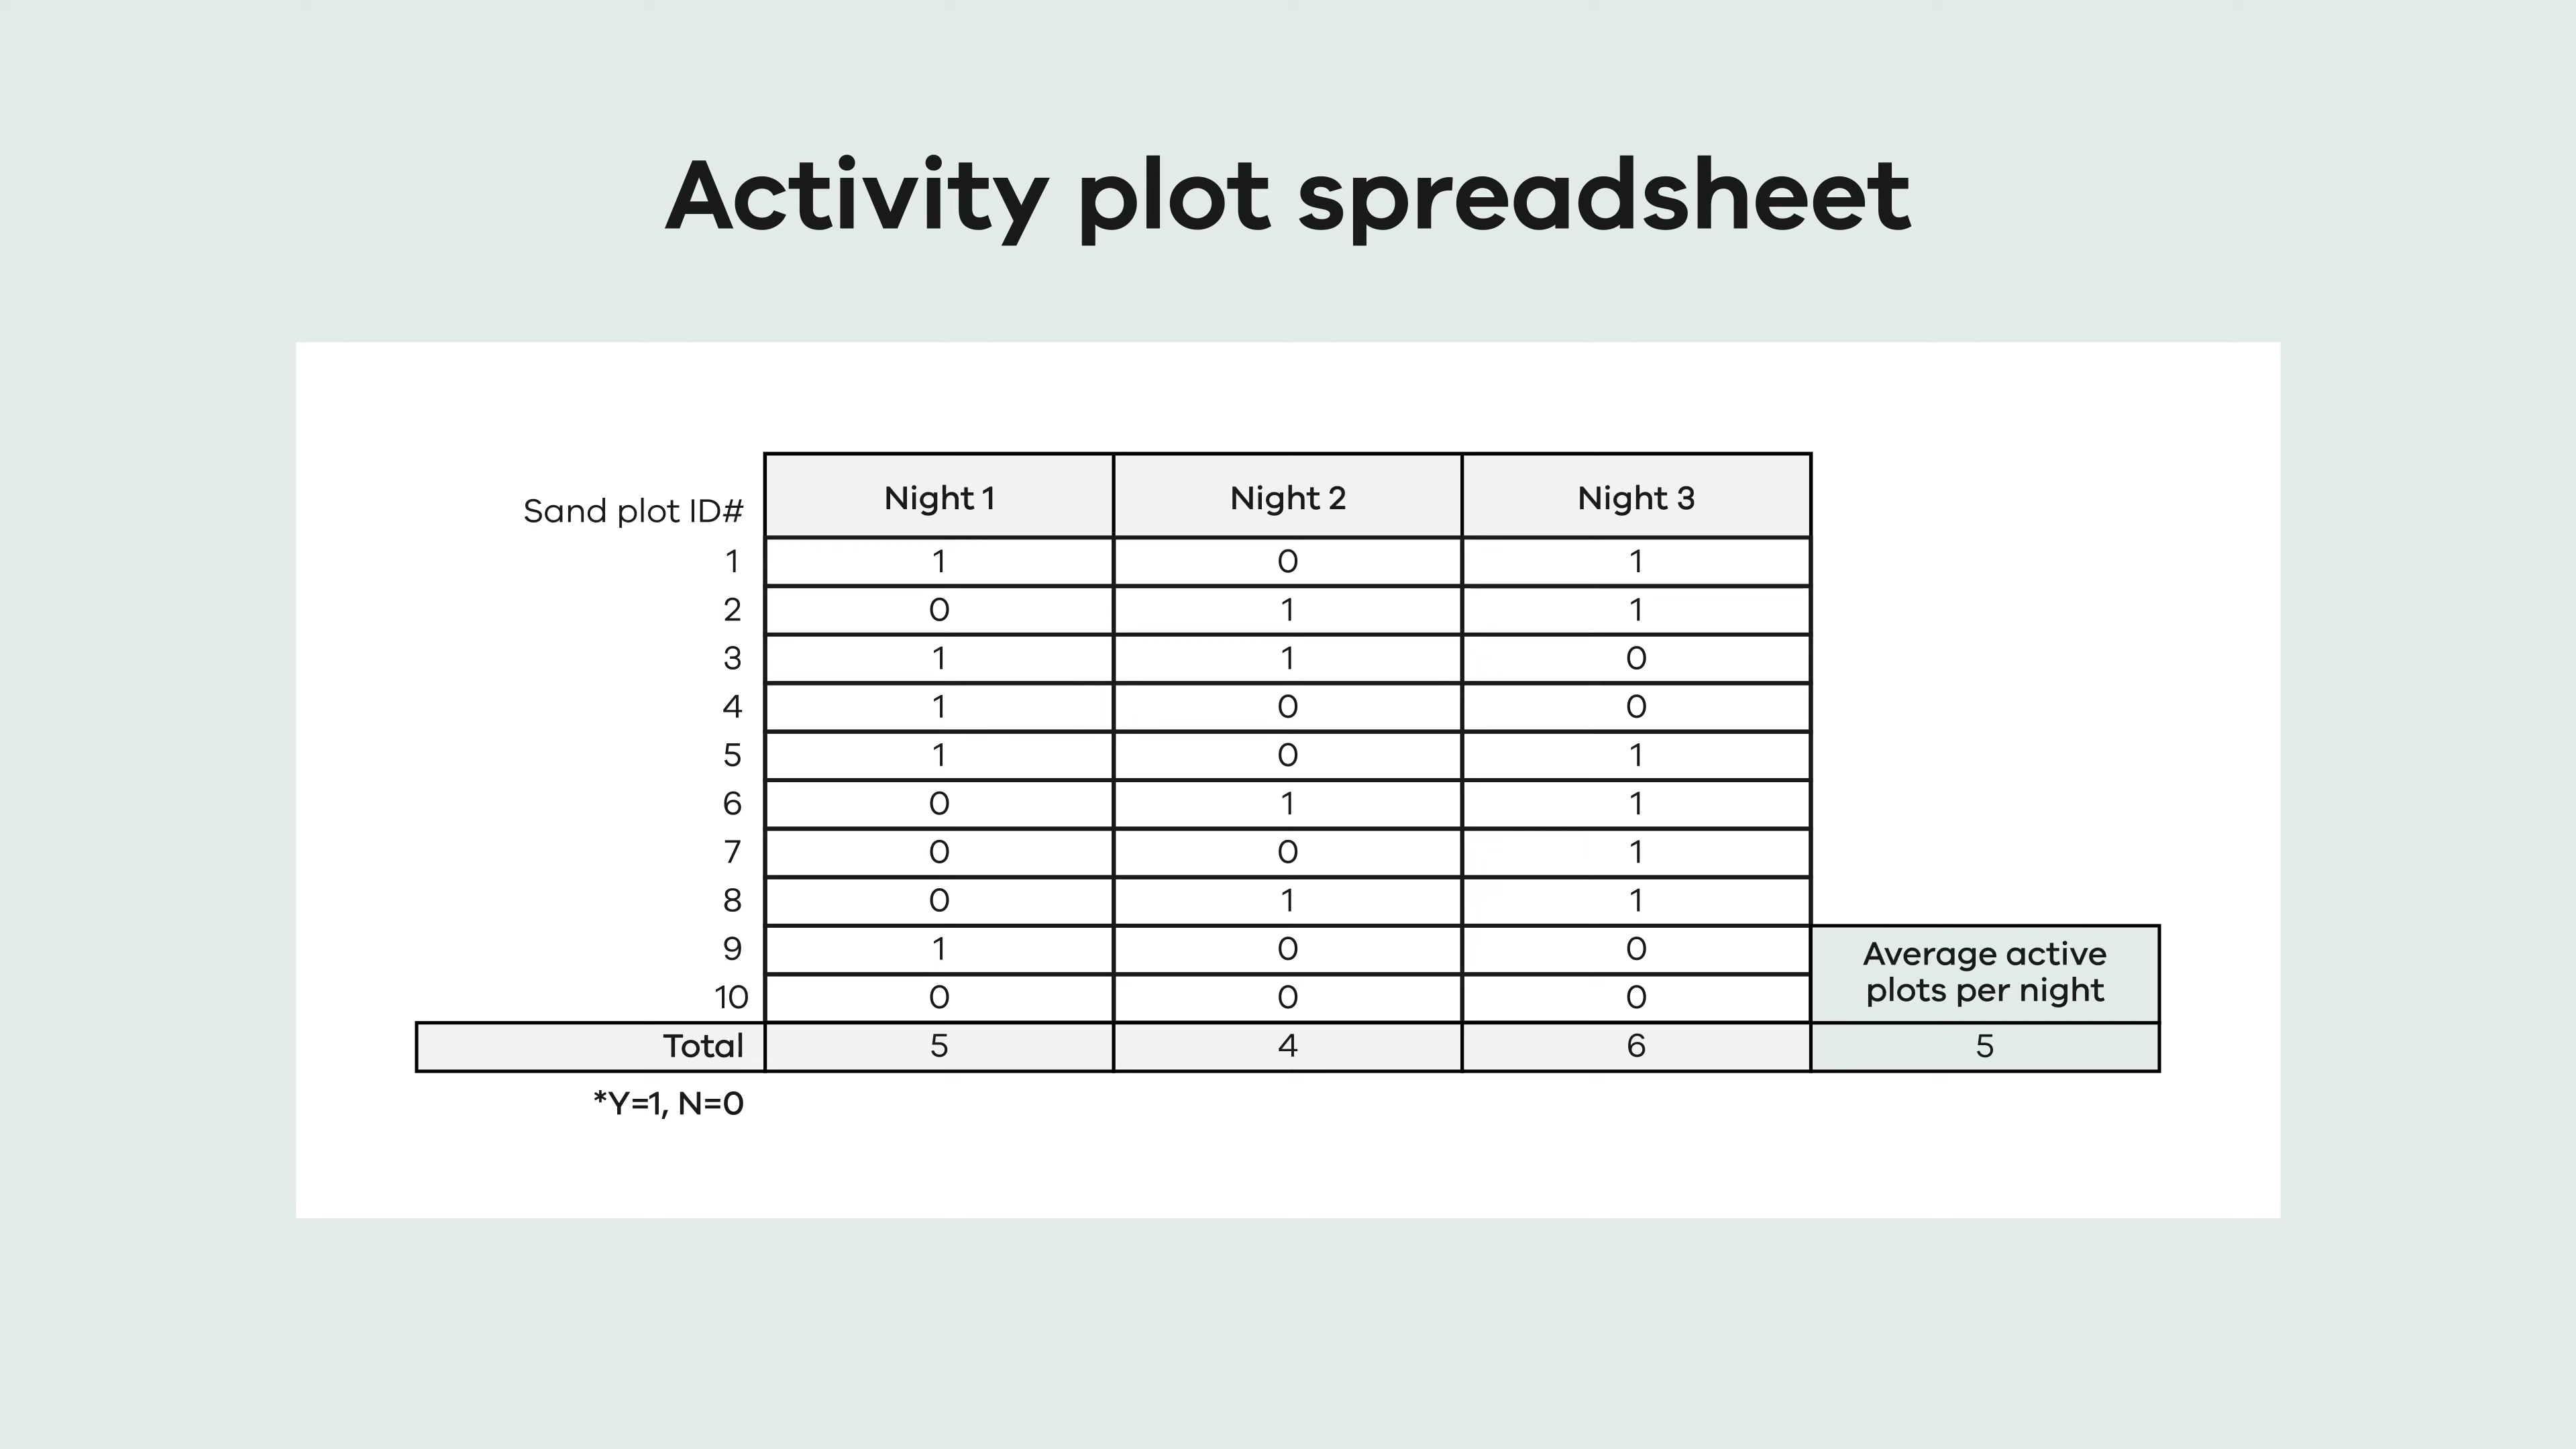 Activity plot spreadsheet
Sand plot ID# Night 1 Night 2 Night 3
1 1 0 1
2 0 1 1
3 1 1 0
4 1 0 0
5 1 0 1
6 0 1 1
7 0 0 1
8 0 1 1
9 1 0 0
10 0 0 0
Average active
plots per night
Total 5 4 6 5
*Y=1, N=0